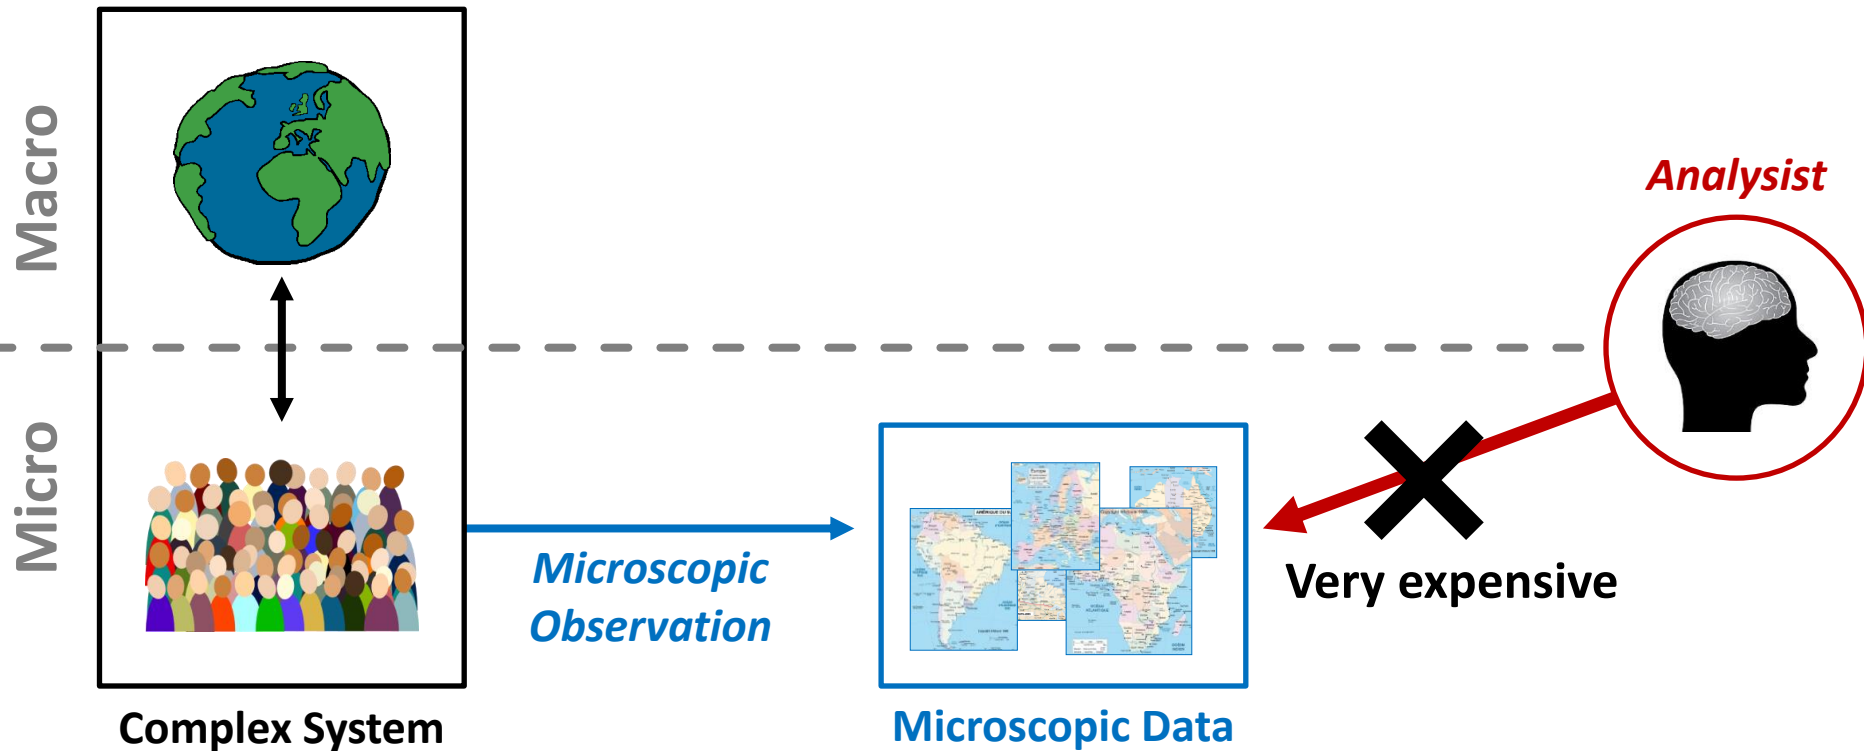 Macro
Analysist
Micro
Microscopic
Observation
Very expensive
Complex System
Microscopic Data